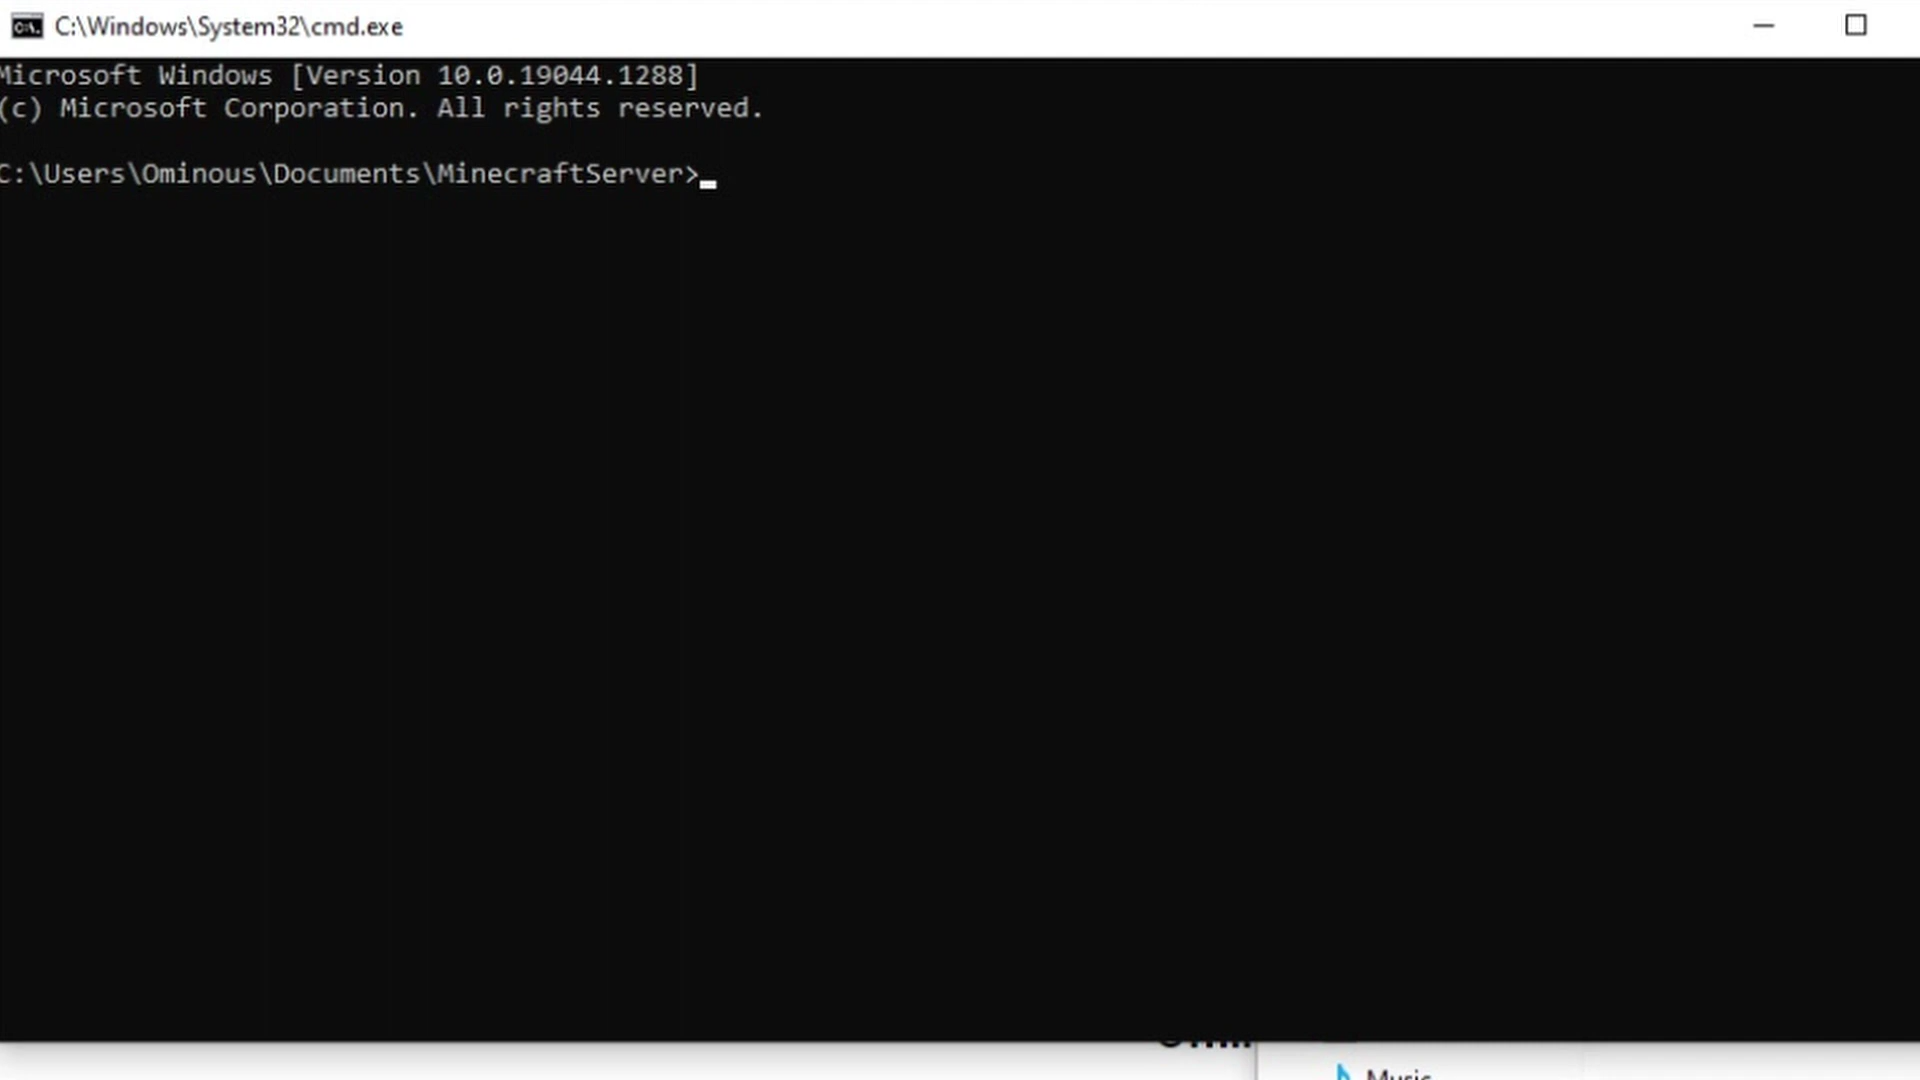 C:\Windows\System32\cmd.exe
Microsoft Windows [Version 10.0.19044.1288]
(c) Microsoft Corporation. All rights reserved.
C:\Users\Ominous\Documents\MinecraftServer>
Music